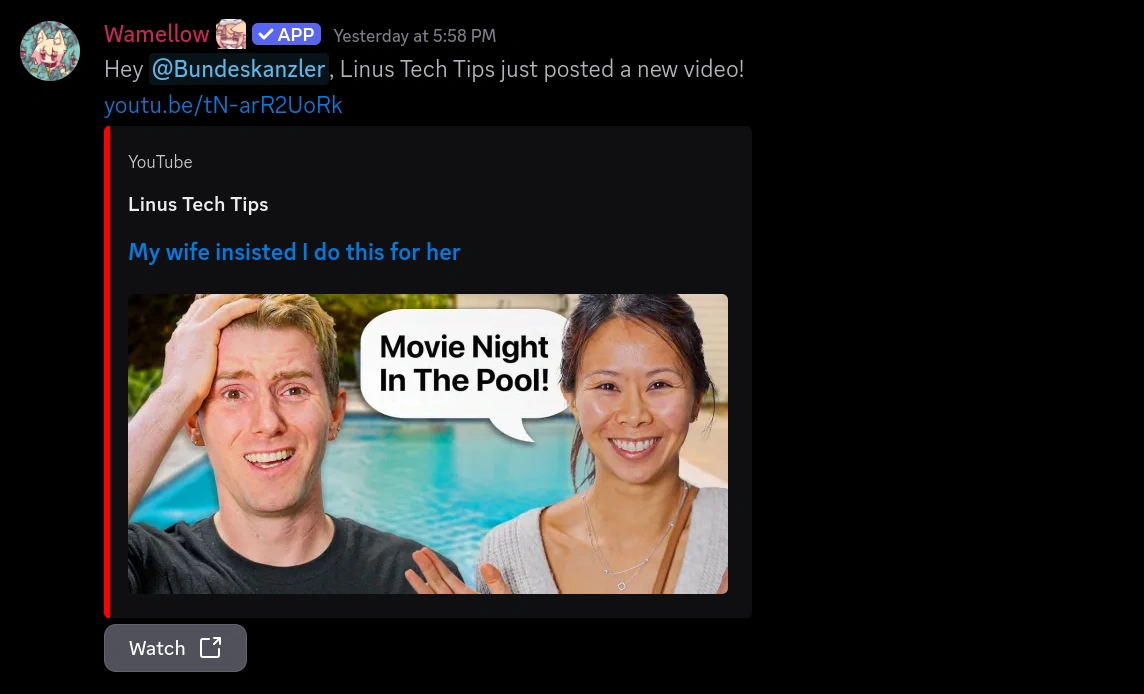 Wamellow APP Yesterday at 5:58 PM
Hey @Bundeskanzler, Linus Tech Tips just posted a new video!
youtu.be/tN-arR2UoRk
YouTube
Linus Tech Tips
My wife insisted I do this for her
Movie Night
In The Pool!
Watch